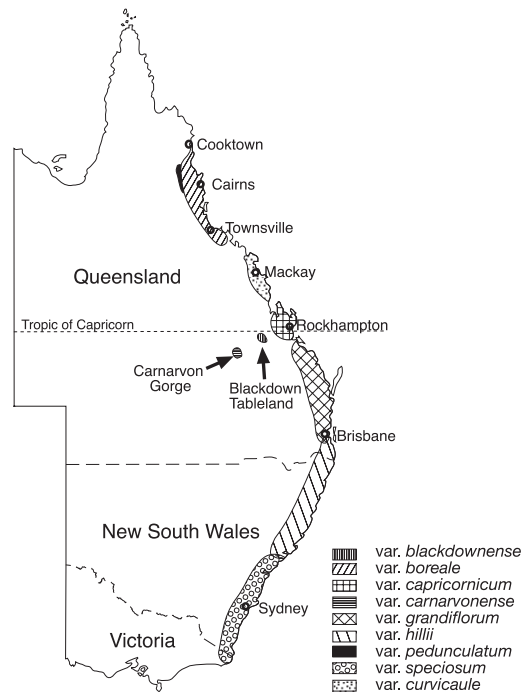 Cooktown
Cairns
Townsville
Queensland
Mackay
Tropic of Capricorn
Rockhampton
Carnarvon
Gorge
Blackdown
Tableland
Brisbane
New South Wales
Sydney
Victoria
var. blackdownense
var. boreale
var. capricornicum
var. carnarvonense
var. grandiflorum
var. hillii
var. pedunculatum
var. speciosum
var. curvicaule